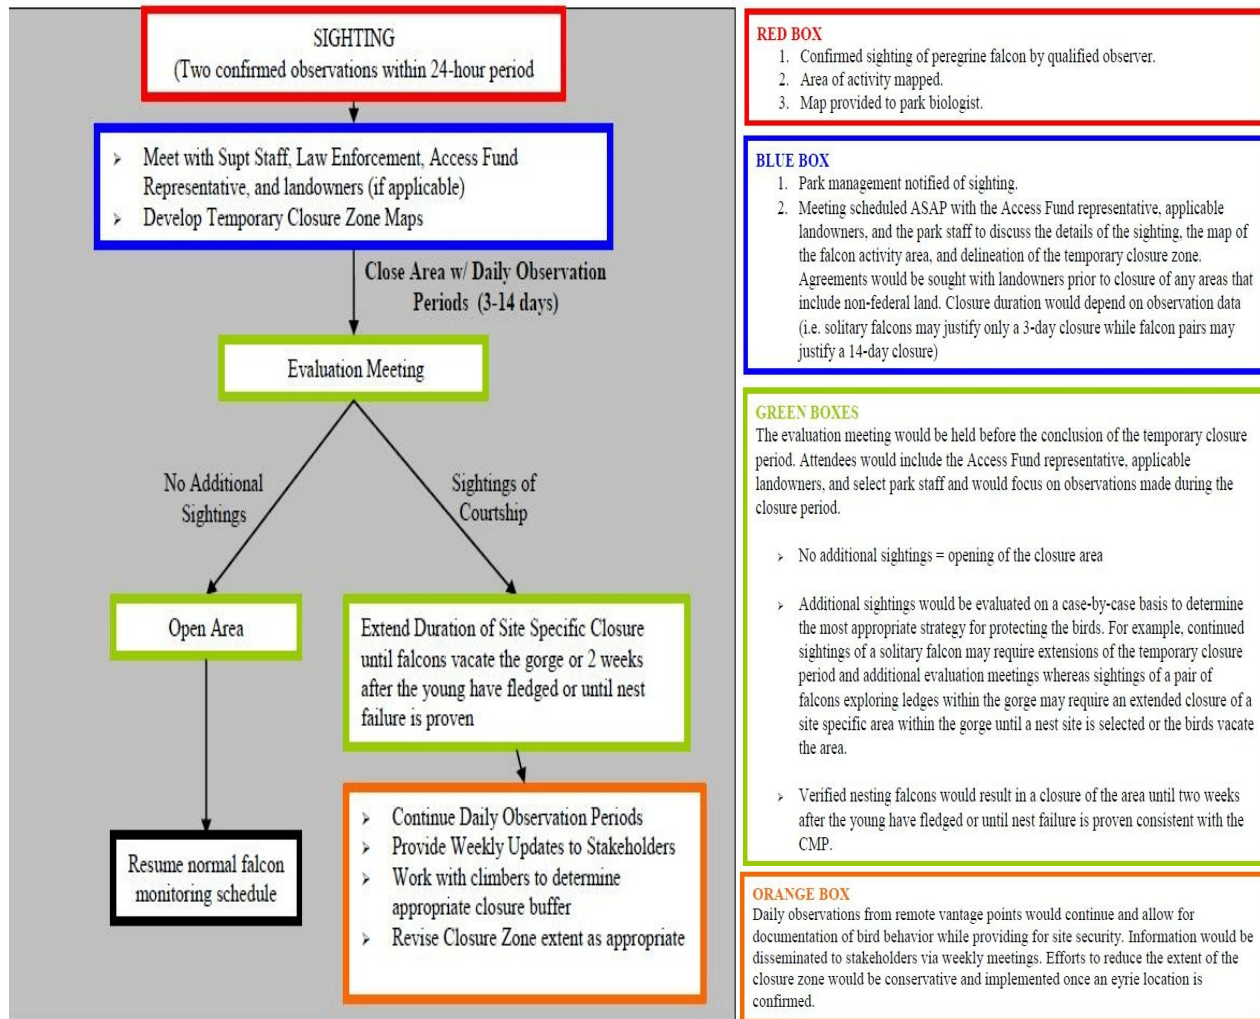 SIGHTING
(Two confirmed observations within 24-hour period
➢ Meet with Supt Staff, Law Enforcement, Access Fund
Representative, and landowners (if applicable)
➢ Develop Temporary Closure Zone Maps
Close Area w/ Daily Observation
Periods (3-14 days)
Evaluation Meeting
No Additional
Sightings
Sightings of
Courtship
Open Area
Extend Duration of Site Specific Closure
until falcons vacate the gorge or 2 weeks
after the young have fledged or until nest
failure is proven
Resume normal falcon
monitoring schedule
➢ Continue Daily Observation Periods
➢ Provide Weekly Updates to Stakeholders
➢ Work with climbers to determine
appropriate closure buffer
➢ Revise Closure Zone extent as appropriate
RED BOX
1. Confirmed sighting of peregrine falcon by qualified observer.
2. Area of activity mapped.
3. Map provided to park biologist.
BLUE BOX
1. Park management notified of sighting.
2. Meeting scheduled ASAP with the Access Fund representative, applicable
landowners, and the park staff to discuss the details of the sighting, the map of
the falcon activity area, and delineation of the temporary closure zone.
Agreements would be sought with landowners prior to closure of any areas that
include non-federal land. Closure duration would depend on observation data
(i.e. solitary falcons may justify only a 3-day closure while falcon pairs may
justify a 14-day closure)
GREEN BOXES
The evaluation meeting would be held before the conclusion of the temporary closure
period. Attendees would include the Access Fund representative, applicable
landowners, and select park staff and would focus on observations made during the
closure period.
➢ No additional sightings = opening of the closure area
➢ Additional sightings would be evaluated on a case-by-case basis to determine
the most appropriate strategy for protecting the birds. For example, continued
sightings of a solitary falcon may require extensions of the temporary closure
period and additional evaluation meetings whereas sightings of a pair of
falcons exploring ledges within the gorge may require an extended closure of a
site specific area within the gorge until a nest site is selected or the birds vacate
the area.
➢ Verified nesting falcons would result in a closure of the area until two weeks
after the young have fledged or until nest failure is proven consistent with the
CMP.
ORANGE BOX
Daily observations from remote vantage points would continue and allow for
documentation of bird behavior while providing for site security. Information would be
disseminated to stakeholders via weekly meetings. Efforts to reduce the extent of the
closure zone would be conservative and implemented once an eyrie location is
confirmed.